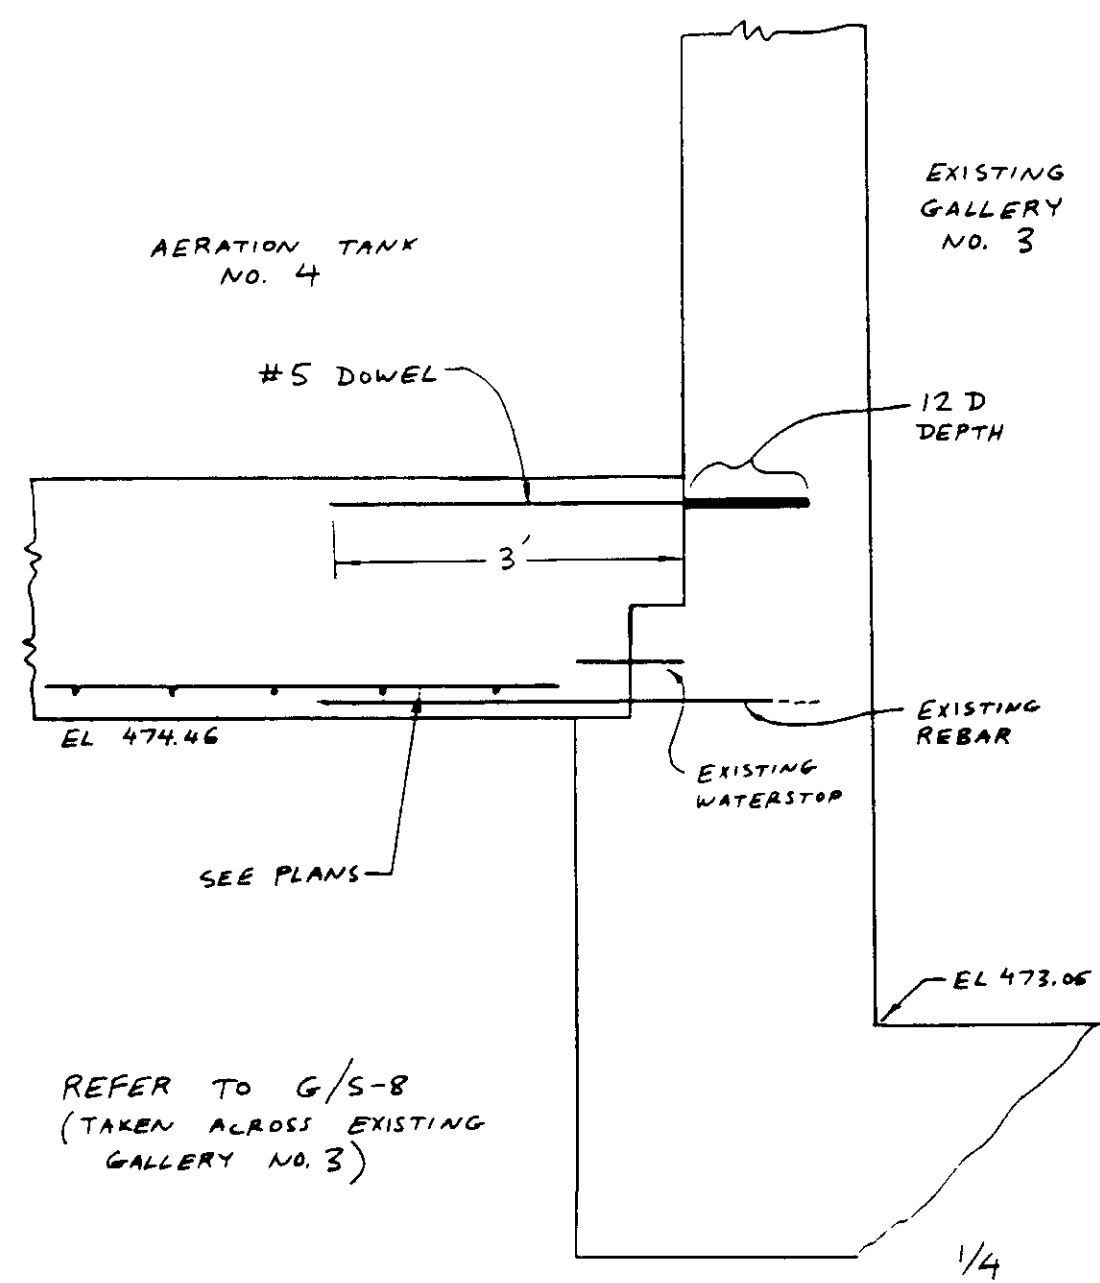 EXISTING
GALLERY
NO. 3
AERATION TANK
NO. 4
#5 DOWEL
12 D
DEPTH
3'
EL 474.46
EXISTING
REBAR
EXISTING
WATERSTOP
SEE PLANS
EL 473.05
REFER TO G/S-8
(TAKEN ACROSS EXISTING
GALLERY NO. 3)
1/4